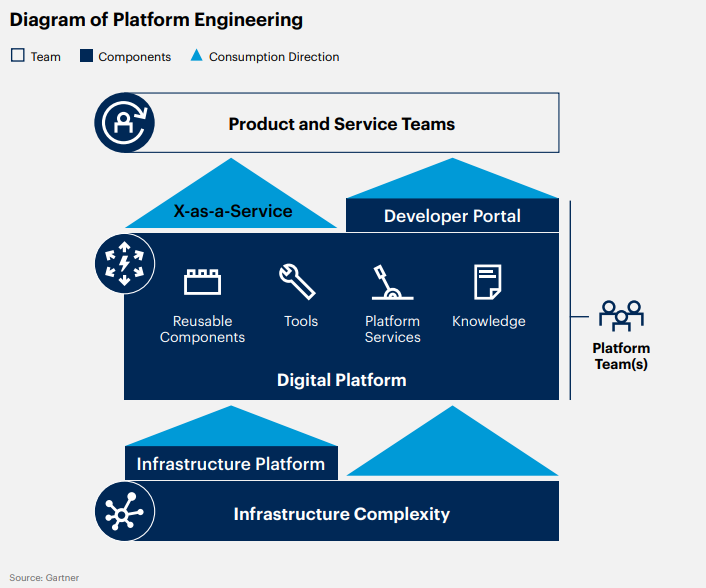 Diagram of Platform Engineering
Team
Components
Consumption Direction
Product and Service Teams
X-as-a-Service
Developer Portal
Reusable
Components
Tools
Platform
Services
Knowledge
Digital Platform
Platform
Team(s)
Infrastructure Platform
Infrastructure Complexity
Source: Gartner